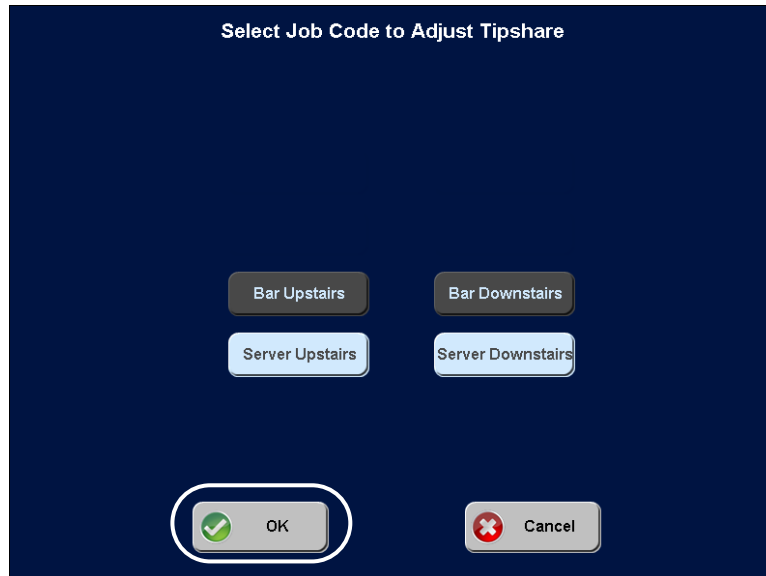 Select Job Code to Adjust Tipshare
Bar Upstairs
Bar Downstairs
Server Upstairs
Server Downstairs
OK
Cancel